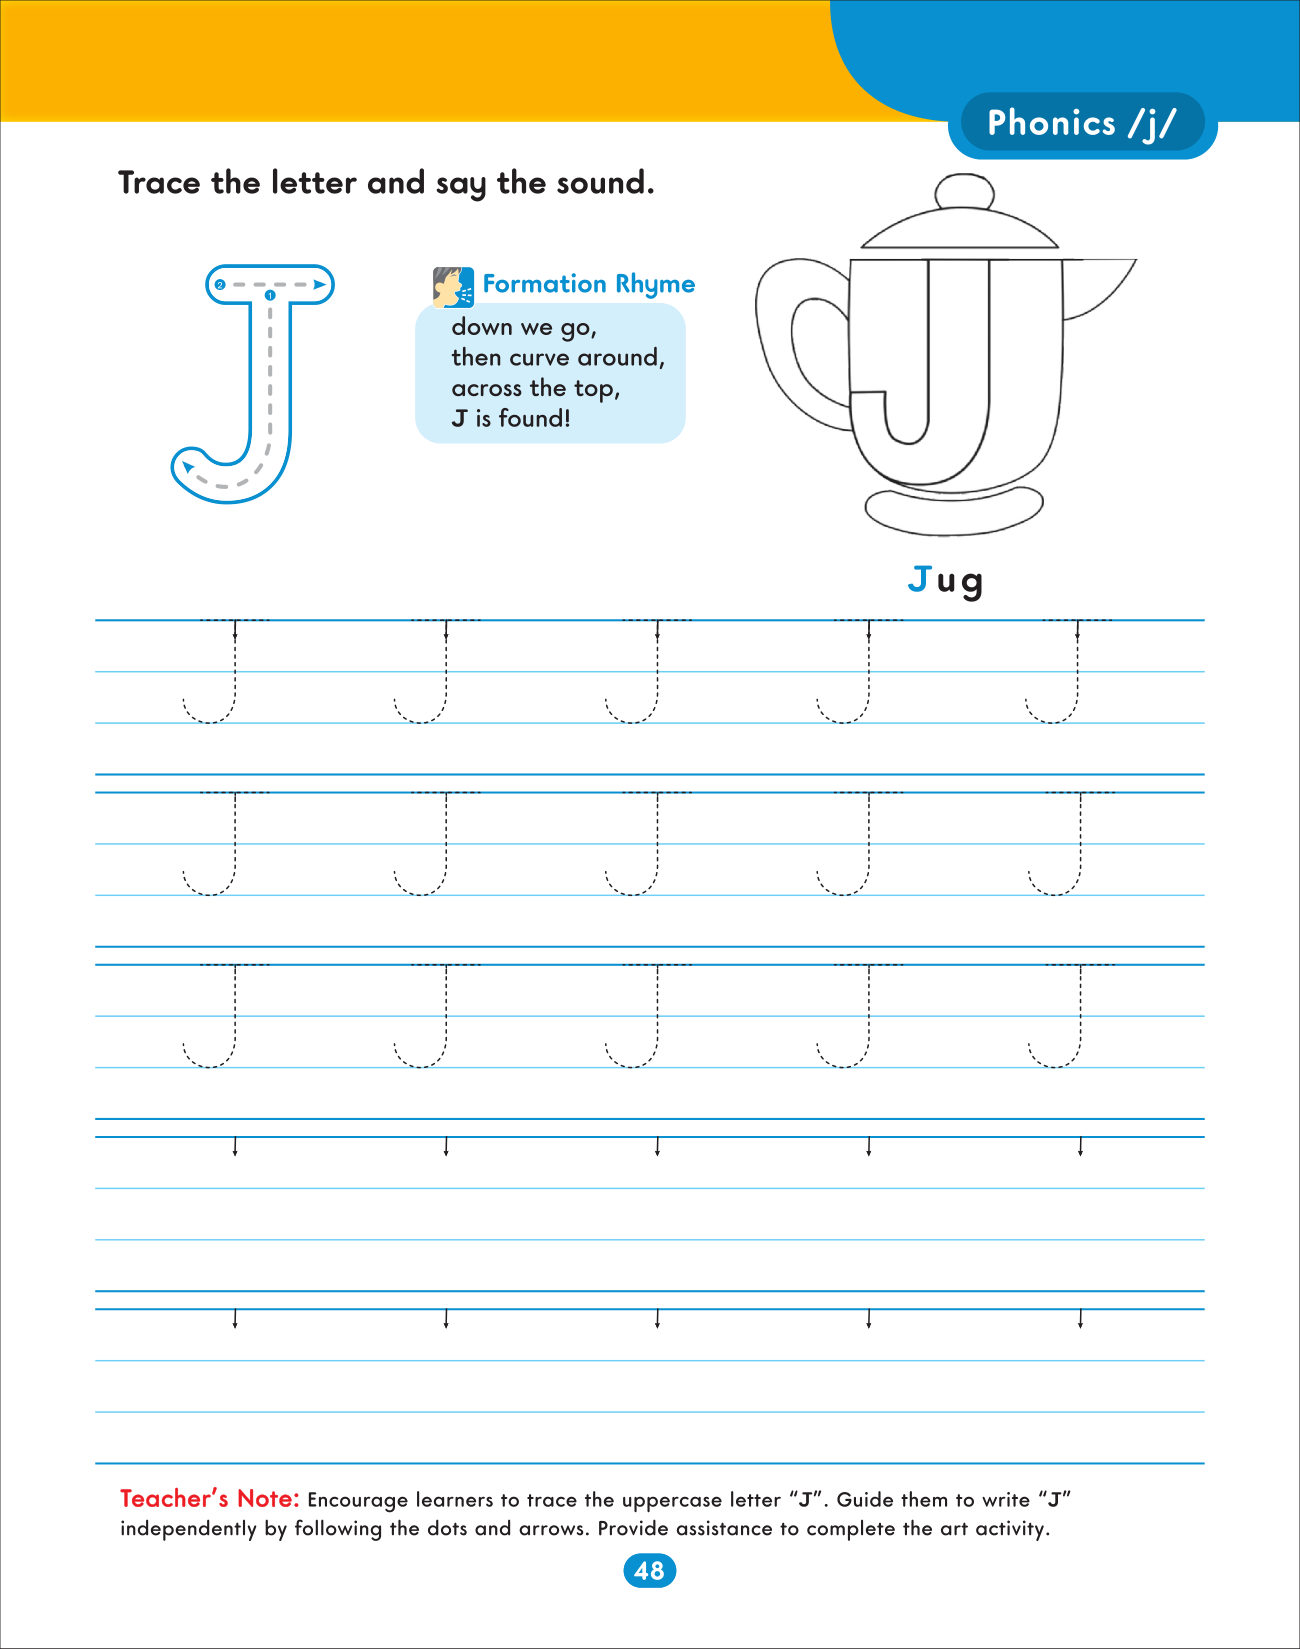 Phonics /j/
Trace the letter and say the sound.
2
1
Formation Rhyme
down we go,
then curve around,
across the top,
J is found!
Jug
J J J J J
J J J J J
J J J J J
Teacher's Note: Encourage learners to trace the uppercase letter “J”. Guide them to write “J”
independently by following the dots and arrows. Provide assistance to complete the art activity.
48